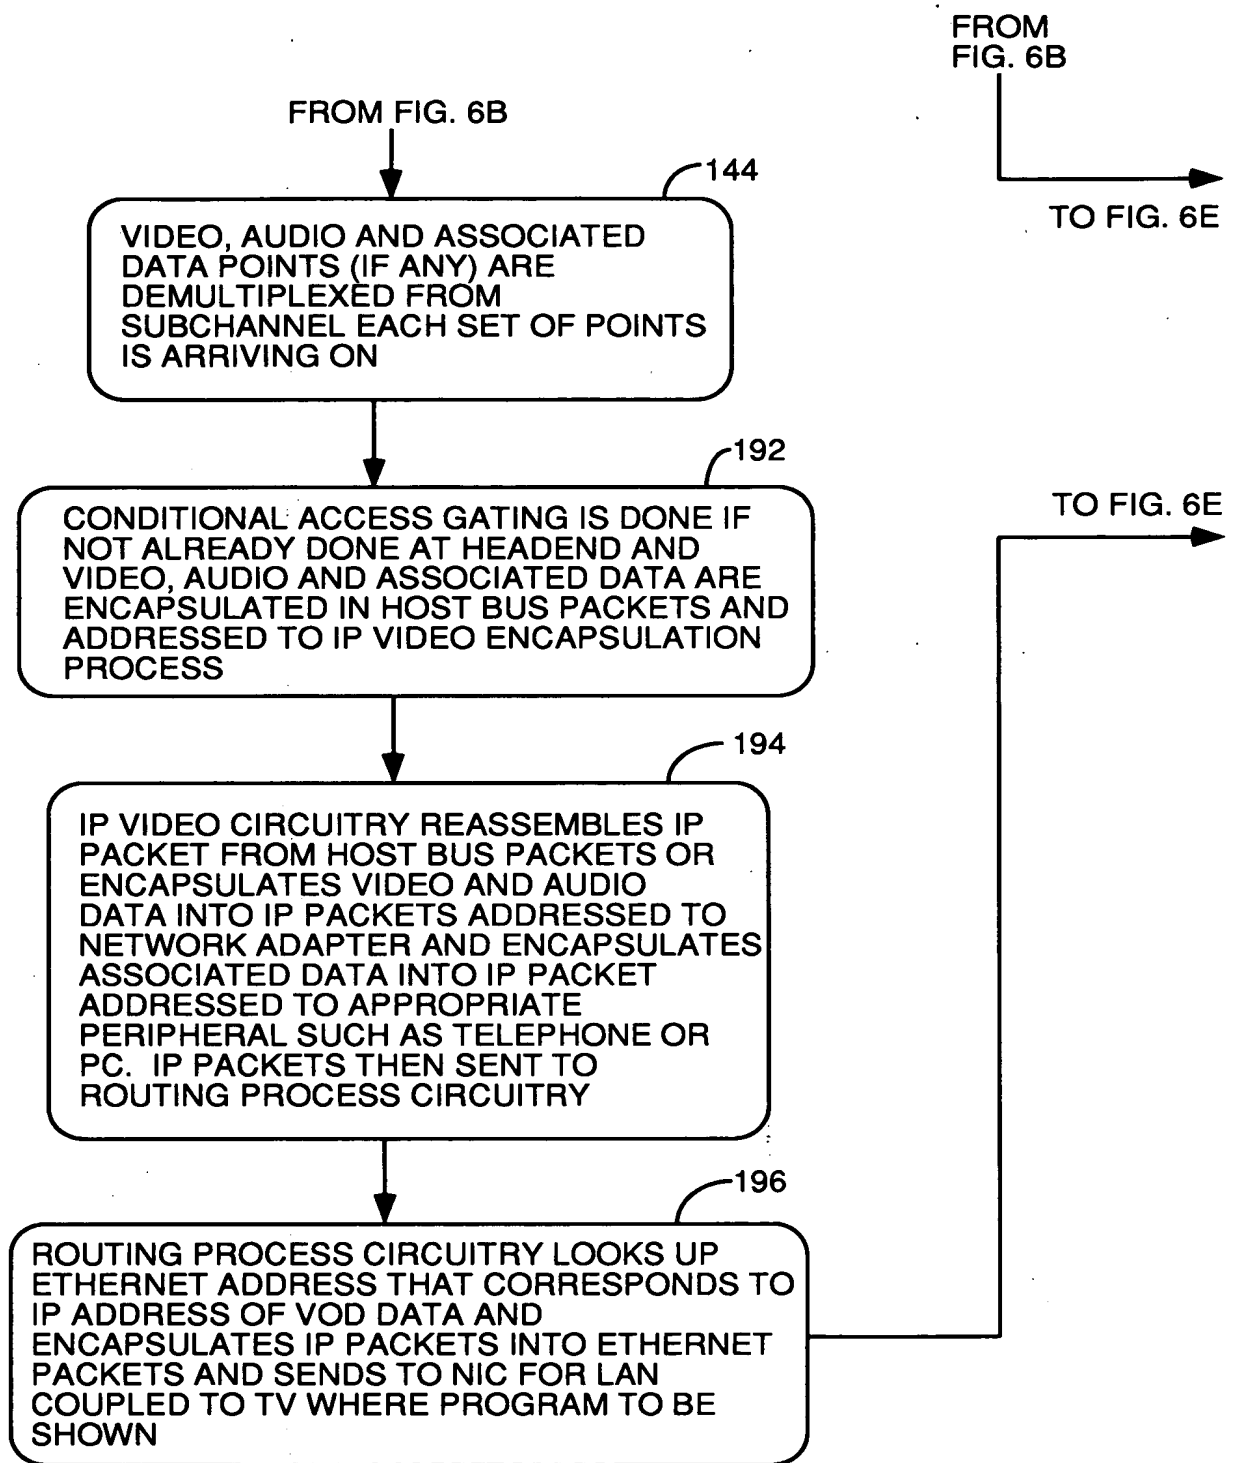 FROM
FIG. 6B
TO FIG. 6E
FROM FIG. 6B
144
VIDEO, AUDIO AND ASSOCIATED
DATA POINTS (IF ANY) ARE
DEMULTIPLEXED FROM
SUBCHANNEL EACH SET OF POINTS
IS ARRIVING ON
192
CONDITIONAL ACCESS GATING IS DONE IF
NOT ALREADY DONE AT HEADEND AND
VIDEO, AUDIO AND ASSOCIATED DATA ARE
ENCAPSULATED IN HOST BUS PACKETS AND
ADDRESSED TO IP VIDEO ENCAPSULATION
PROCESS
TO FIG. 6E
194
IP VIDEO CIRCUITRY REASSEMBLES IP
PACKET FROM HOST BUS PACKETS OR
ENCAPSULATES VIDEO AND AUDIO
DATA INTO IP PACKETS ADDRESSED TO
NETWORK ADAPTER AND ENCAPSULATES
ASSOCIATED DATA INTO IP PACKET
ADDRESSED TO APPROPRIATE
PERIPHERAL SUCH AS TELEPHONE OR
PC. IP PACKETS THEN SENT TO
ROUTING PROCESS CIRCUITRY
196
ROUTING PROCESS CIRCUITRY LOOKS UP
ETHERNET ADDRESS THAT CORRESPONDS TO
IP ADDRESS OF VOD DATA AND
ENCAPSULATES IP PACKETS INTO ETHERNET
PACKETS AND SENDS TO NIC FOR LAN
COUPLED TO TV WHERE PROGRAM TO BE
SHOWN